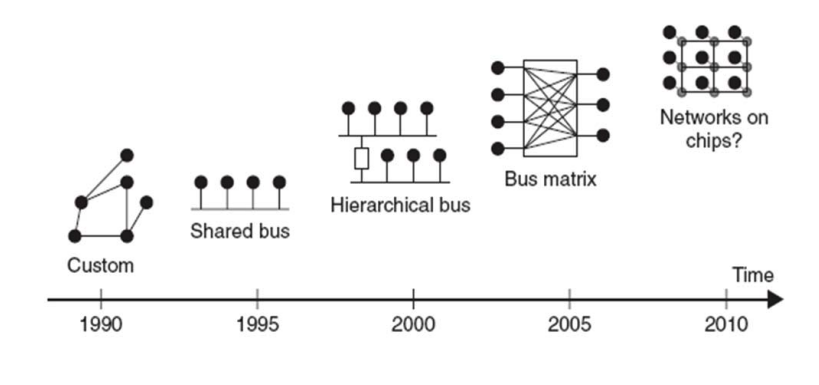 Networks on
chips?
Bus matrix
Hierarchical bus
Shared bus
Custom
Time
1990
1995
2000
2005
2010